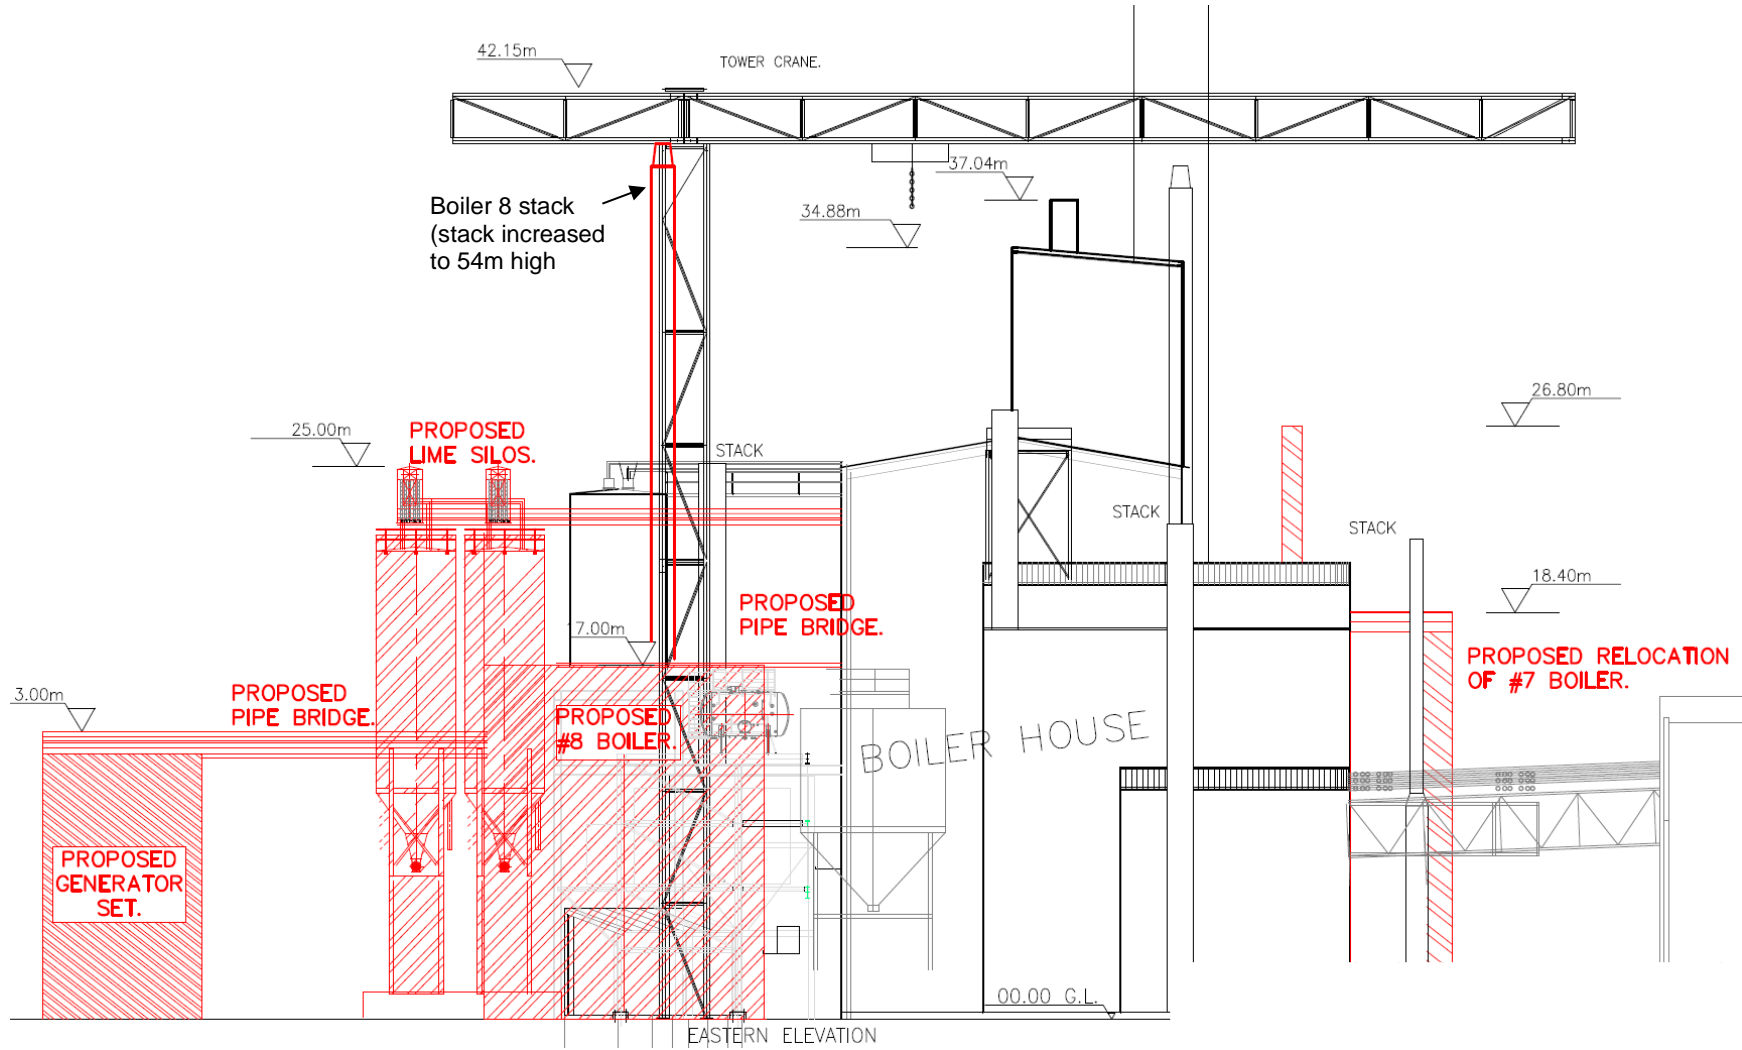 42.15m
TOWER CRANE.
37.04m
Boiler 8 stack
(stack increased
to 54m high
34.88m
26.80m
25.00m
PROPOSED
LIME SILOS.
STACK
STACK
STACK
18.40m
PROPOSED
PIPE BRIDGE.
7.00m
PROPOSED RELOCATION
OF #7 BOILER.
3.00m
PROPOSED
PIPE BRIDGE.
PROPOSED
#8 BOILER.
BOILER HOUSE
PROPOSED
GENERATOR
SET.
00.00 G.L.
EASTERN ELEVATION